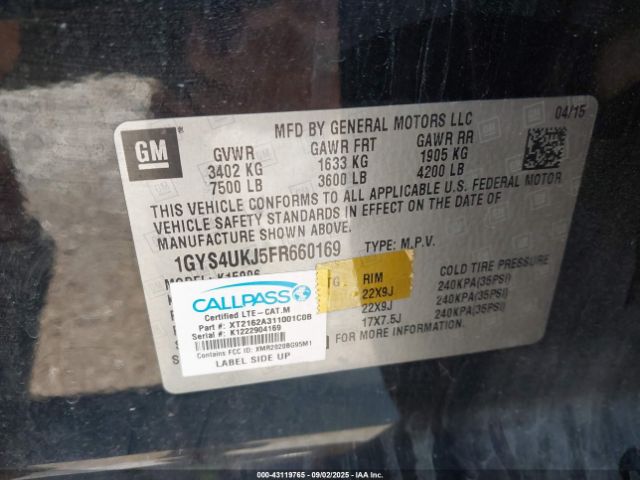 GM
MFD BY GENERAL MOTORS LLC
04/15
GVWR GAWR FRT GAWR RR
3402 KG 1633 KG 1905 KG
7500 LB 3600 LB 4200 LB
THIS VEHICLE CONFORMS TO ALL APPLICABLE U.S. FEDERAL MOTOR
VEHICLE SAFETY STANDARDS IN EFFECT ON THE DATE OF
MANUFACTURE SHOWN ABOVE.
1GYS4UKJ5FR660169 TYPE: M.P.V.
RIM COLD TIRE PRESSURE
22X9J 240KPA(35PSI)
22X9J 240KPA(35PSI)
17X7.5J 240KPA(35PSI)
CALLPASS
Certified LTE-CAT.M
Part #: XT2162A311001C0B
Serial #: K1222904169
Contains FCC ID: XMR2020BG95M1
LABEL SIDE UP
© - 43119765 - 09/02/2025 - IAA Inc.